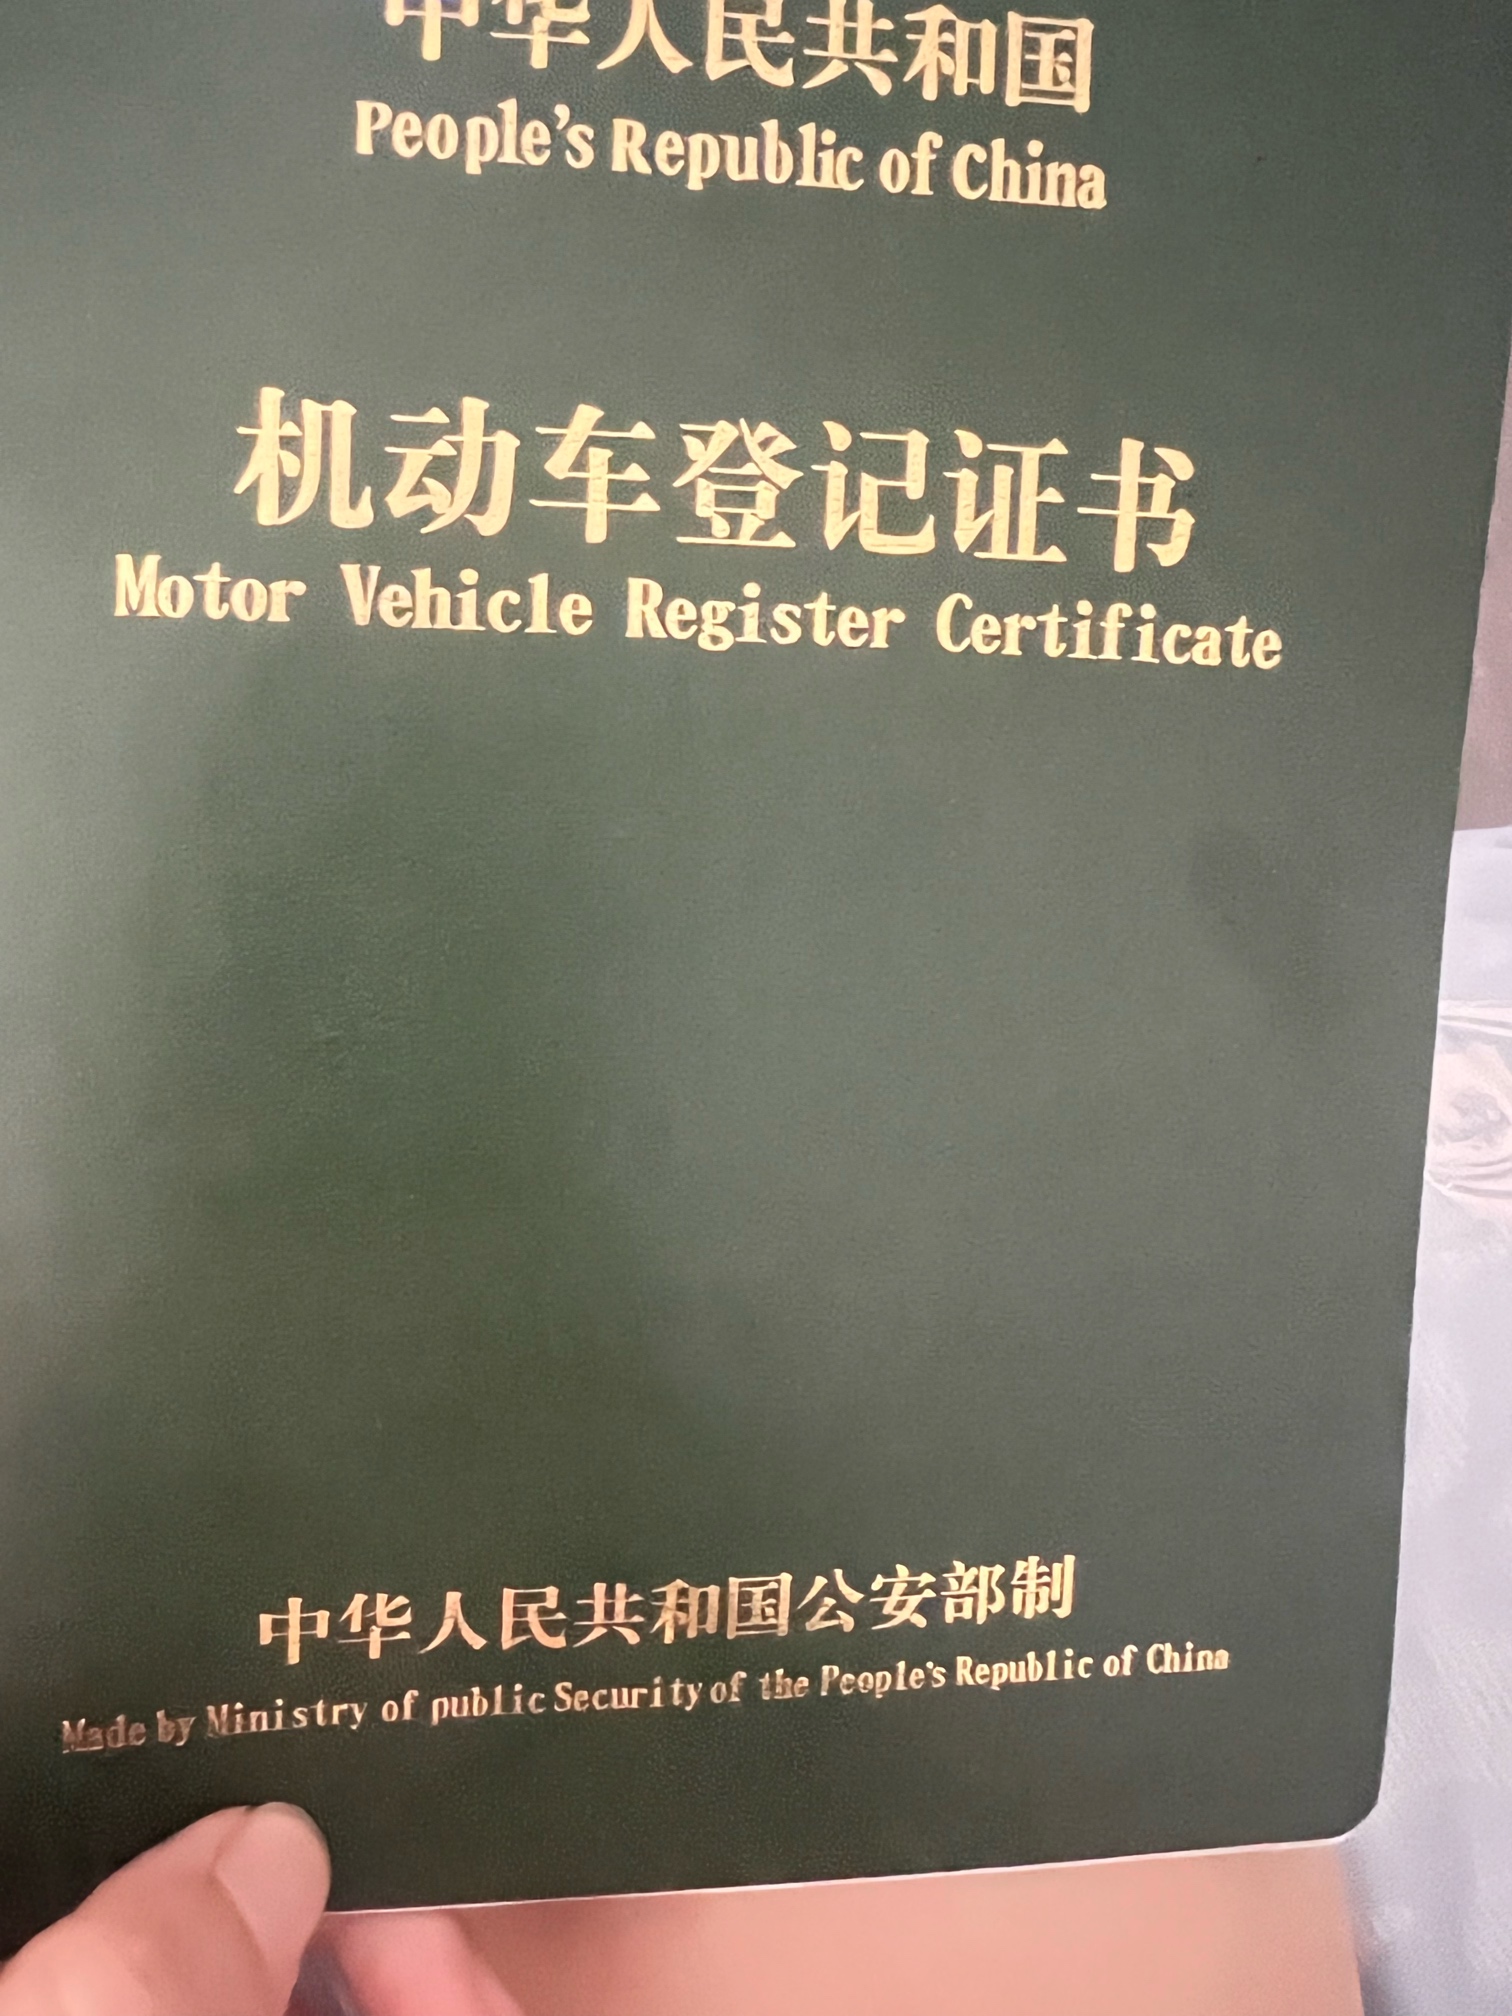 中华人民共和国
People's Republic of China
机动车登记证书
Motor Vehicle Register Certificate
中华人民共和国公安部制
Made by Ministry of public Security of the People's Republic of China